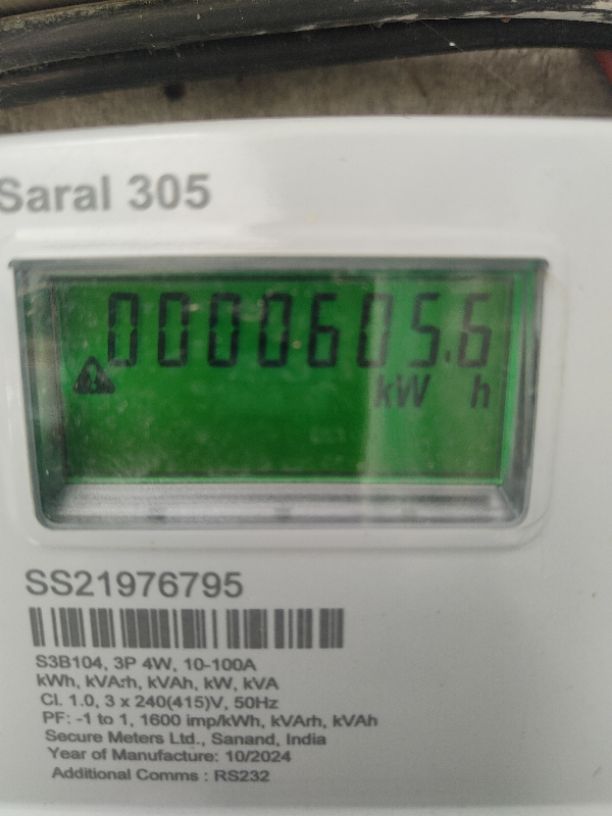 Saral 305
0000605.6
kW h
SS21976795
S3B104, 3P 4W, 10-100A
kWh, kVArh, kVAh, kW, kVA
Cl. 1.0, 3 x 240(415)V, 50Hz
PF: -1 to 1, 1600 imp/kWh, kVArh, kVAh
Secure Meters Ltd., Sanand, India
Year of Manufacture: 10/2024
Additional Comms : RS232